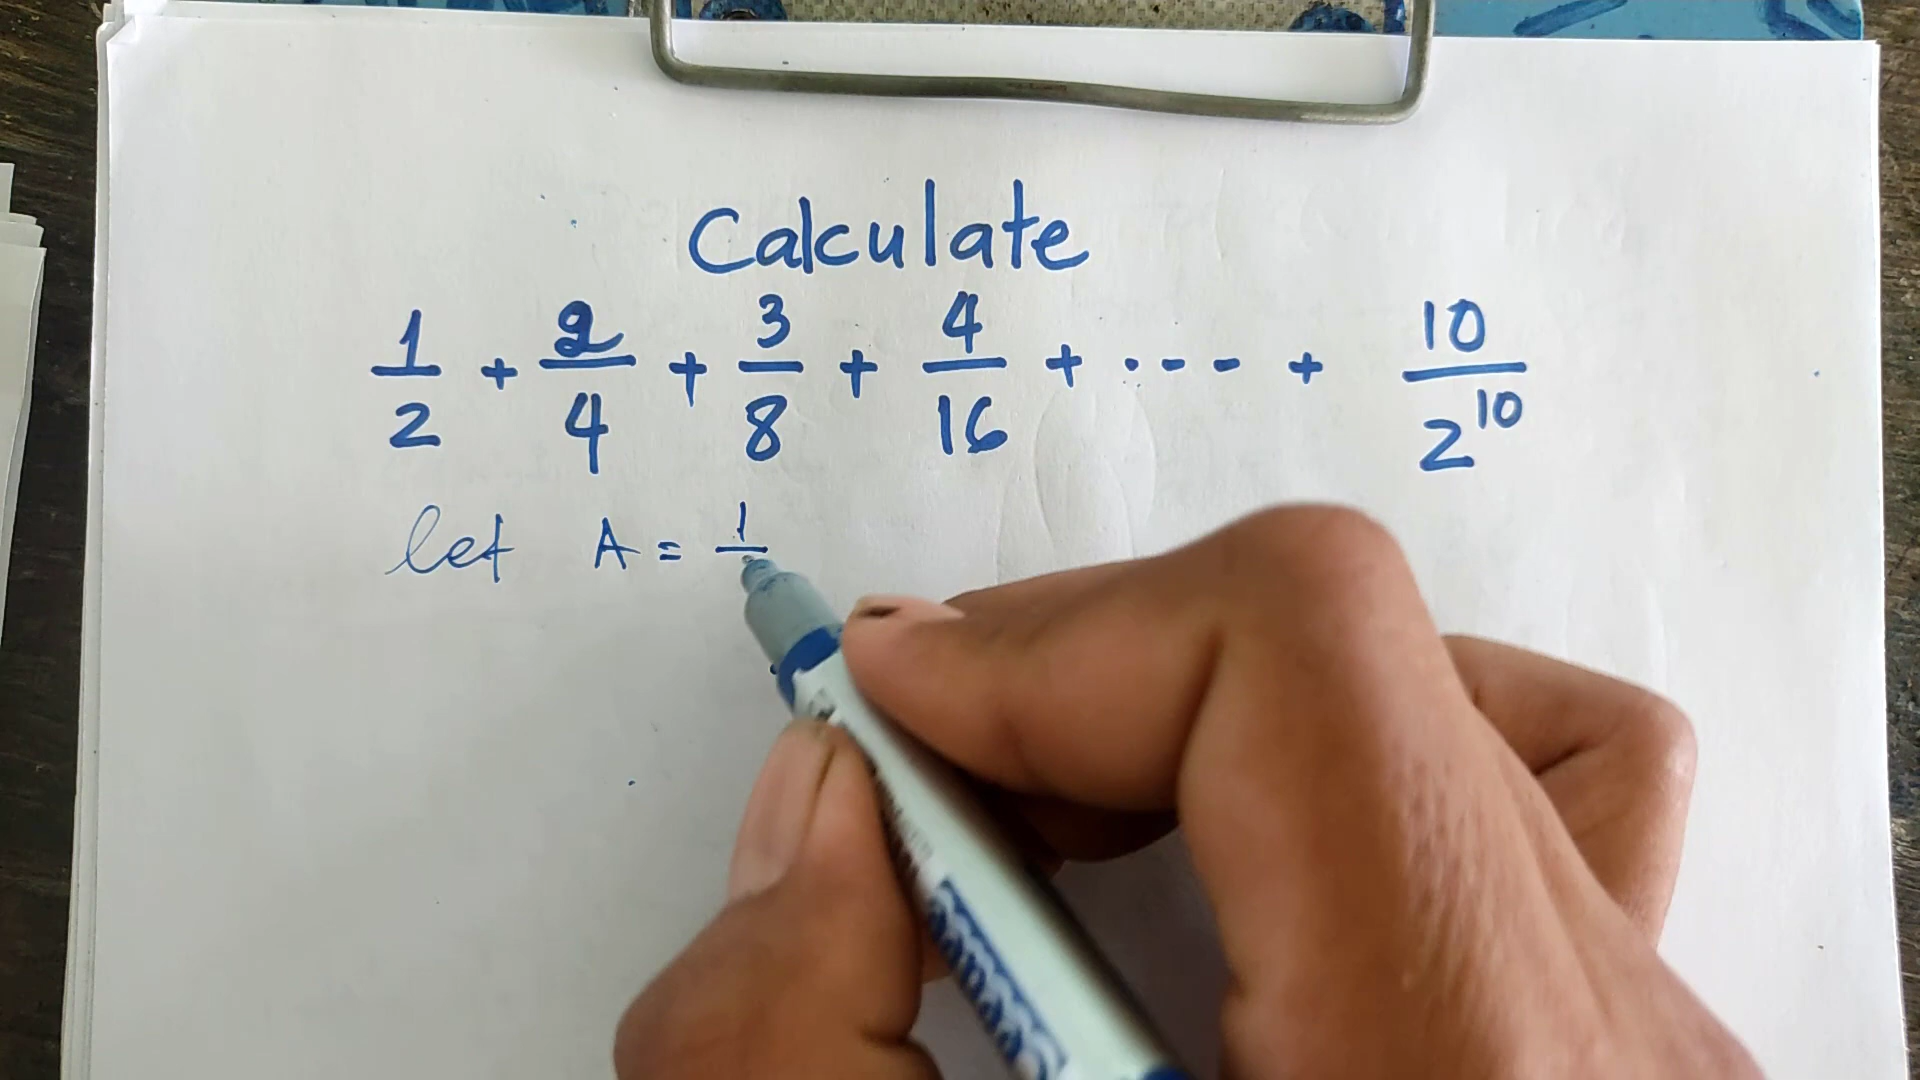 Calculate
1/2 + 2/4 + 3/8 + 4/16 + ---- + 10/2^10
let A = 1